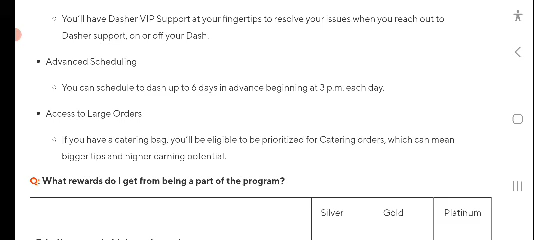 You'll have Dasher VIP Support at your fingertips to resolve your issues when you reach out to
Dasher support, on or off your Dash.
Advanced Scheduling
You can schedule to dash up to 6 days in advance beginning at 3 p.m. each day.
Access to Large Orders
If you have a catering bag, you'll be eligible to be prioritized for Catering orders, which can mean
bigger tips and higher earning potential.
Q: What rewards do I get from being a part of the program?
Silver Gold Platinum